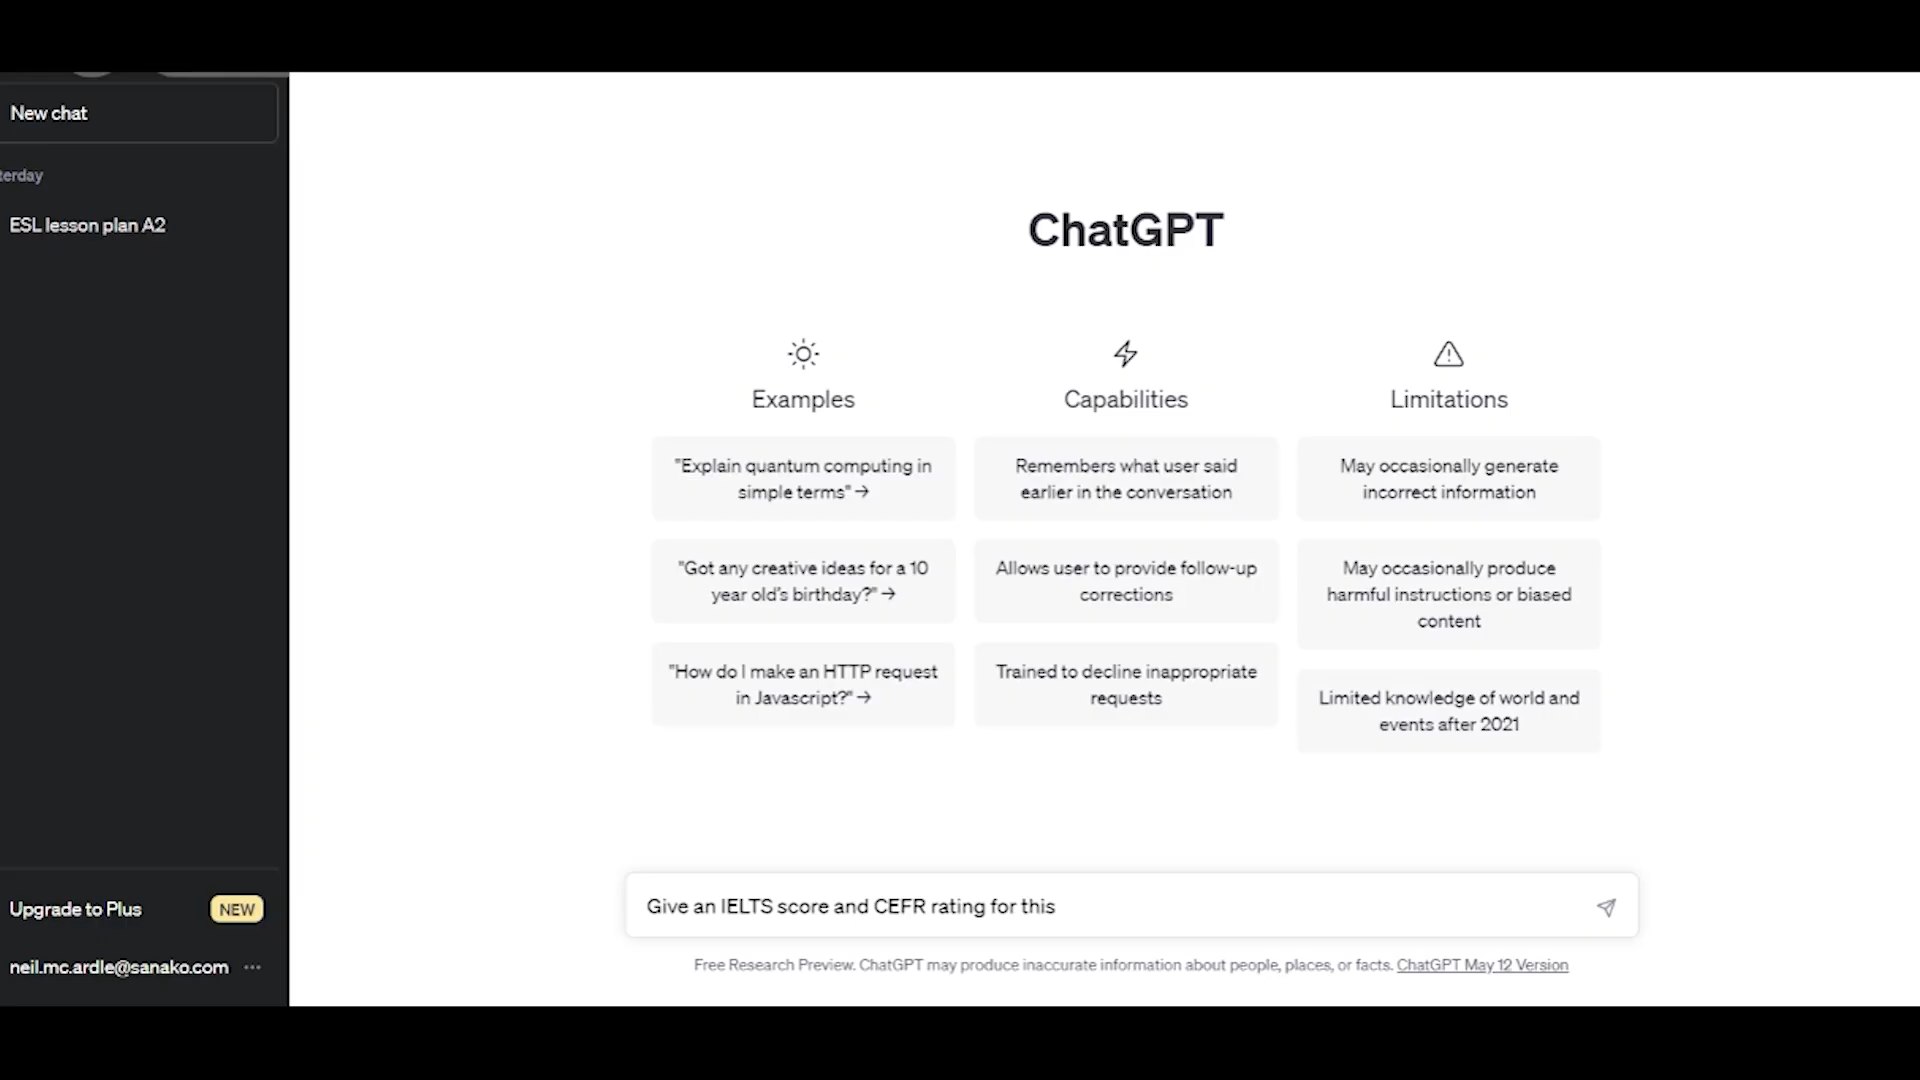 New chat
terday
ESL lesson plan A2
ChatGPT
Examples
Capabilities
Limitations
"Explain quantum computing in
simple terms" →
Remembers what user said
earlier in the conversation
May occasionally generate
incorrect information
"Got any creative ideas for a 10
year old's birthday?" →
Allows user to provide follow-up
corrections
May occasionally produce
harmful instructions or biased
content
"How do I make an HTTP request
in Javascript?" →
Trained to decline inappropriate
requests
Limited knowledge of world and
events after 2021
Give an IELTS score and CEFR rating for this
Free Research Preview. ChatGPT may produce inaccurate information about people, places, or facts. ChatGPT May 12 Version
Upgrade to Plus NEW
neil.mc.ardle@sanako.com ···